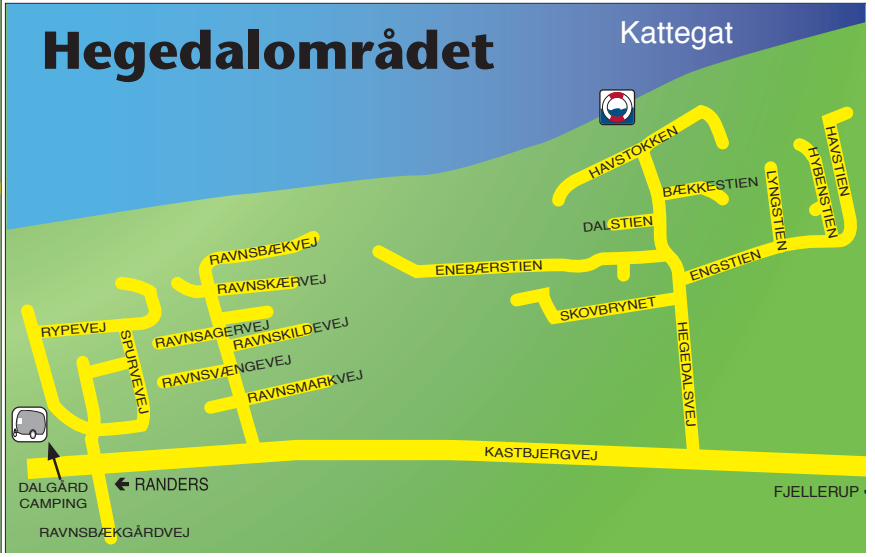 Hegedalområdet
Kattegat
HAVSTOKKEN
HAVSTIEN
HYBENSTIEN
LYNGSTIEN
BÆKKESTIEN
DALSTIEN
RAVNSBÆKVEJ
ENEBÆRSTIEN
ENGSTIEN
RAVNSKÆRVEJ
SKOVBRYNET
RYPEVEJ
SPURVEVEJ
RAVNSAGERVEJ
RAVNSKILDEVEJ
HEGEDALSVEJ
RAVNSVÆNGEVEJ
RAVNSMARKVEJ
KASTBJERGVEJ
DALGÅRD
CAMPING
RANDERS
FJELLERUP
RAVNSBÆKGÅRDVEJ